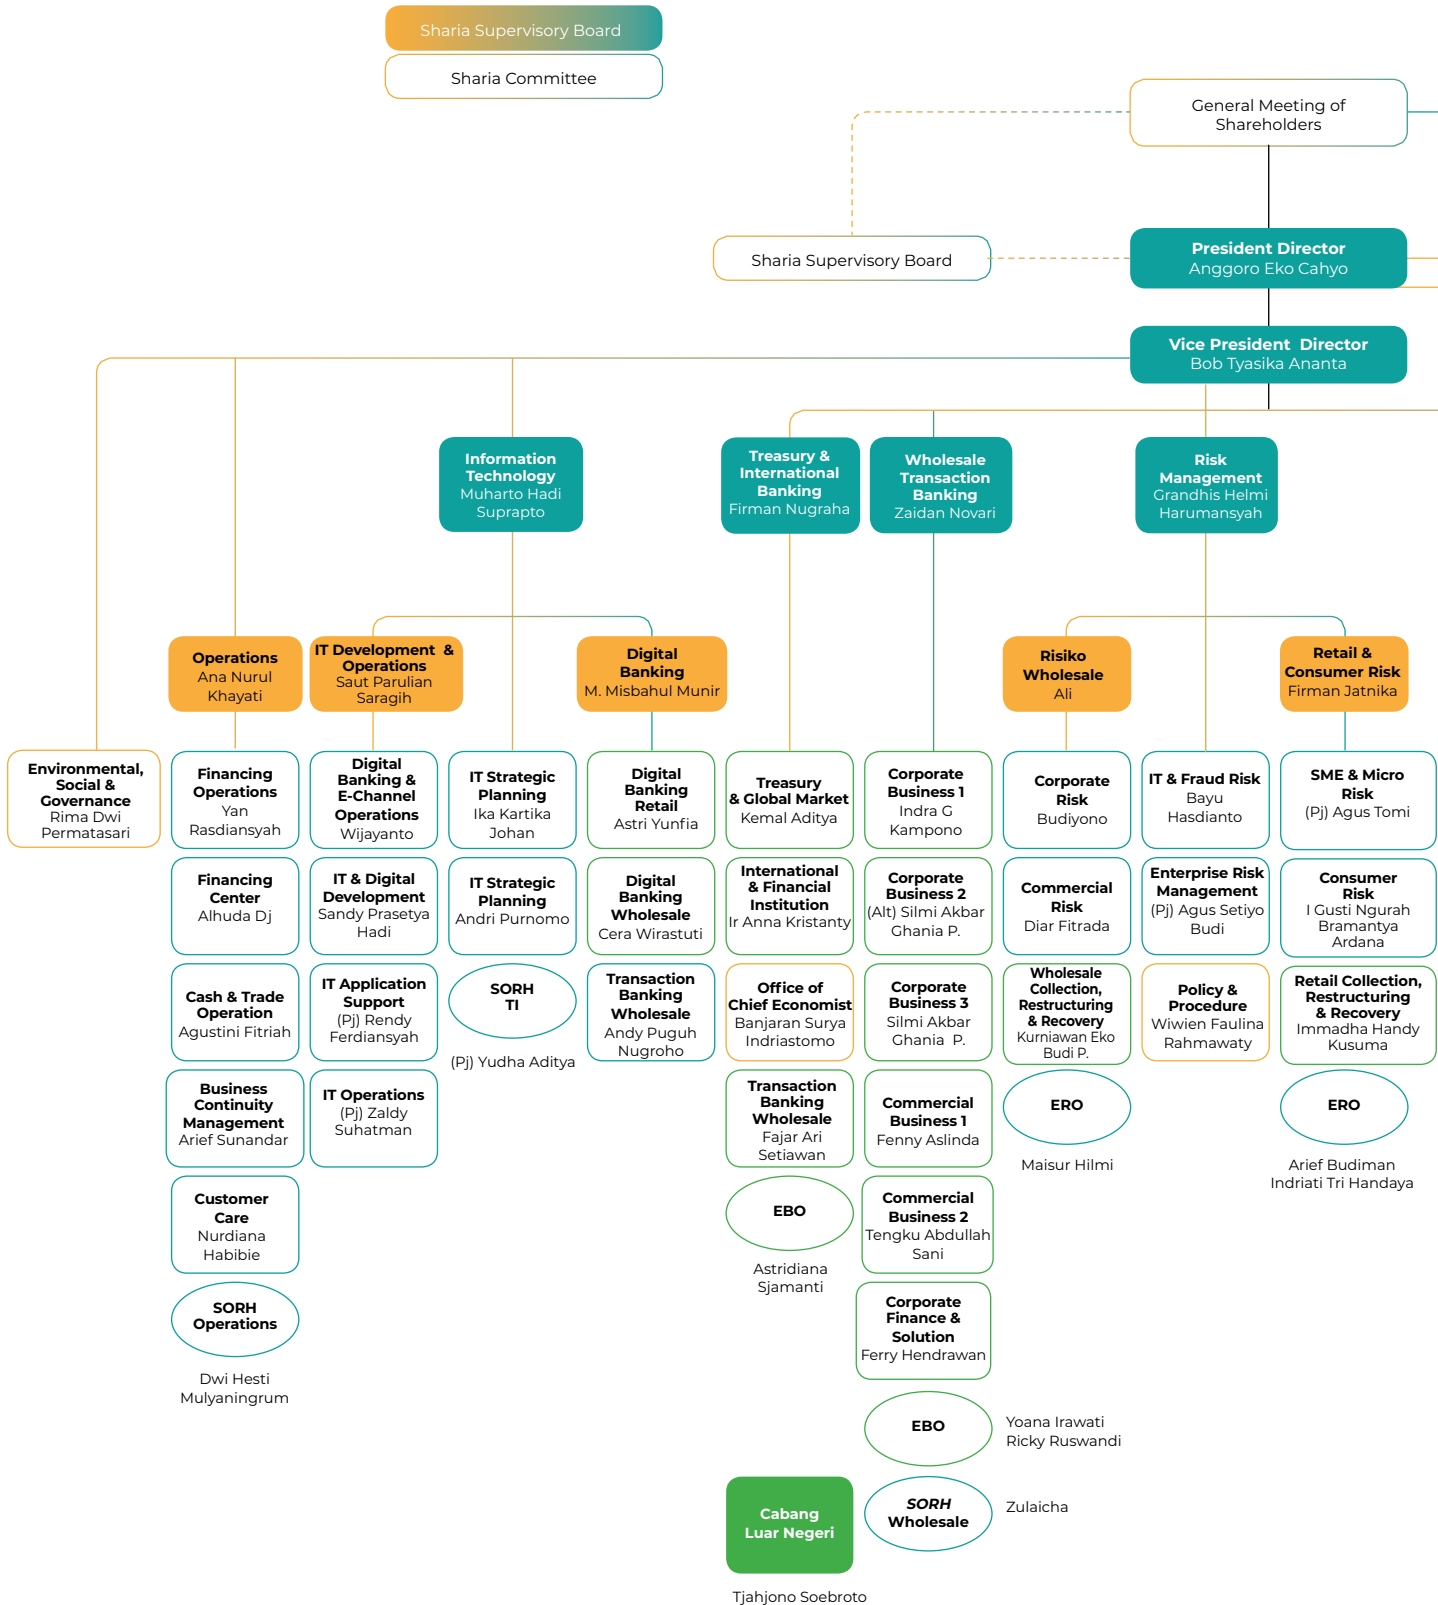 Sharia Supervisory Board
Sharia Committee
General Meeting of
Shareholders
Sharia Supervisory Board
President Director
Anggoro Eko Cahyo
Vice President Director
Bob Tyasika Ananta
Information
Technology
Muharto Hadi
Suprapto
Treasury &
International
Banking
Firman Nugraha
Wholesale
Transaction
Banking
Zaidan Novari
Risk
Management
Grandhis Helmi
Harumansyah
Operations
Ana Nurul
Khayati
IT Development &
Operations
Saut Parulian
Saragih
Digital
Banking
M. Misbahul Munir
Risiko
Wholesale
Ali
Retail &
Consumer Risk
Firman Jatnika
Environmental,
Social &
Governance
Rima Dwi
Permatasari
Financing
Operations
Yan
Rasdiansyah
Digital
Banking &
E-Channel
Operations
Wijayanto
IT Strategic
Planning
Ika Kartika
Johan
Digital
Banking
Retail
Astri Yunfia
Treasury
& Global Market
Kemal Aditya
Corporate
Business 1
Indra G
Kampono
Corporate
Risk
Budiyono
IT & Fraud Risk
Bayu
Hasdianto
SME & Micro
Risk
(Pj) Agus Tomi
Financing
Center
Alhuda Dj
IT & Digital
Development
Sandy Prasetya
Hadi
IT Strategic
Planning
Andri Purnomo
Digital
Banking
Wholesale
Cera Wirastuti
International
& Financial
Institution
Ir Anna Kristanty
Corporate
Business 2
(Alt) Silmi Akbar
Ghania P.
Commercial
Risk
Diar Fitrada
Enterprise Risk
Management
(Pj) Agus Setiyo
Budi
Consumer
Risk
I Gusti Ngurah
Bramantya
Ardana
Cash & Trade
Operation
Agustini Fitriah
IT Application
Support
(Pj) Rendy
Ferdiansyah
SORH
TI
(Pj) Yudha Aditya
Transaction
Banking
Wholesale
Andy Puguh
Nugroho
Office of
Chief Economist
Banjaran Surya
Indriastomo
Corporate
Business 3
Silmi Akbar
Ghania P.
Wholesale
Collection,
Restructuring
& Recovery
Kurniawan Eko
Budi P.
Policy &
Procedure
Wiwien Faulina
Rahmawaty
Retail Collection,
Restructuring
& Recovery
Immadha Handy
Kusuma
Business
Continuity
Management
Arief Sunandar
IT Operations
(Pj) Zaldy
Suhatman
Transaction
Banking
Wholesale
Fajar Ari
Setiawan
Commercial
Business 1
Fenny Aslinda
ERO
Maisur Hilmi
ERO
Arief Budiman
Indriati Tri Handaya
Customer
Care
Nurdiana
Habibie
EBO
Astridiana
Sjamanti
Commercial
Business 2
Tengku Abdullah
Sani
SORH
Operations
Dwi Hesti
Mulyaningrum
Corporate
Finance &
Solution
Ferry Hendrawan
EBO
Yoana Irawati
Ricky Ruswandi
Cabang
Luar Negeri
Tjahjono Soebroto
SORH
Wholesale
Zulaicha